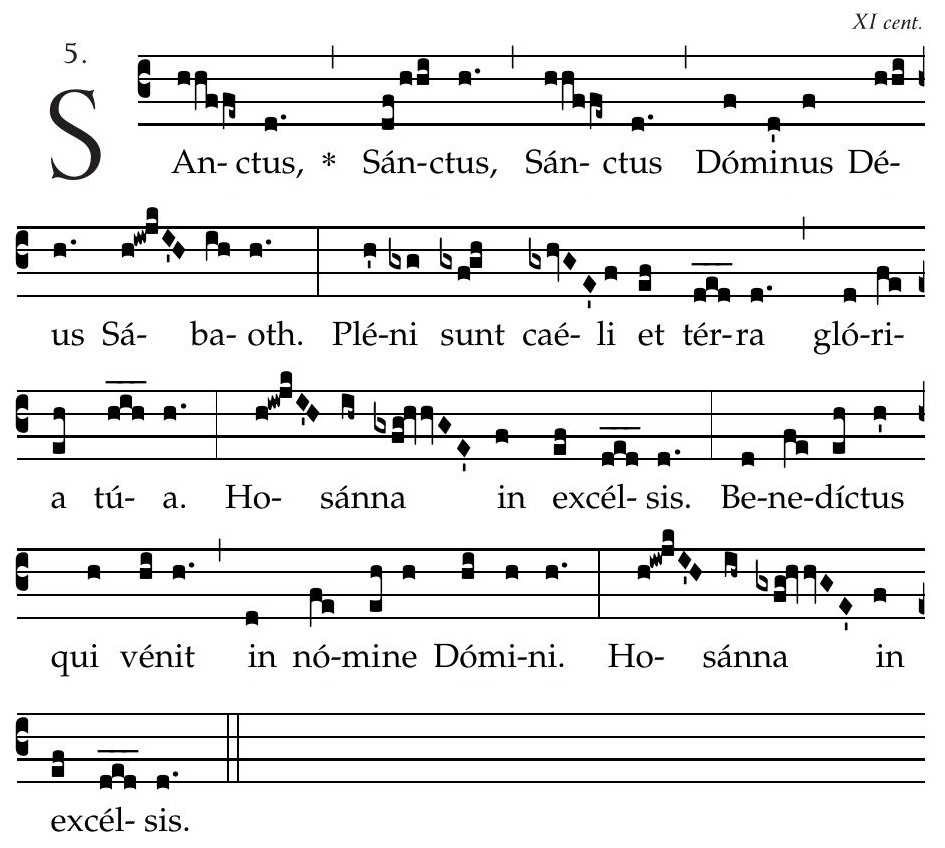 XI cent.
5.
SAn-ctus, * Sán-ctus, Sán-ctus Dóminus Dé-
us Sá-ba-oth. Plé-ni sunt caé-li et tér-ra gló-ri-
a tú-a. Ho-sánna in excél-sis. Be-ne-díctus
qui vénit in nó-mine Dómi-ni. Ho-sánna in
excél-sis.